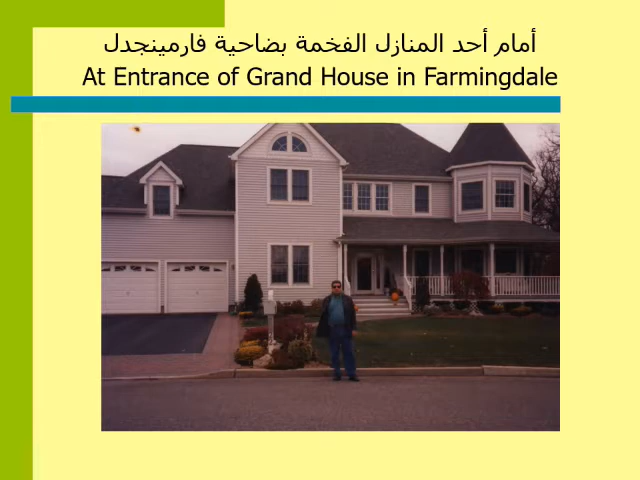 أمام أحد المنازل الفخمة بضاحية فارمينجدل
At Entrance of Grand House in Farmingdale